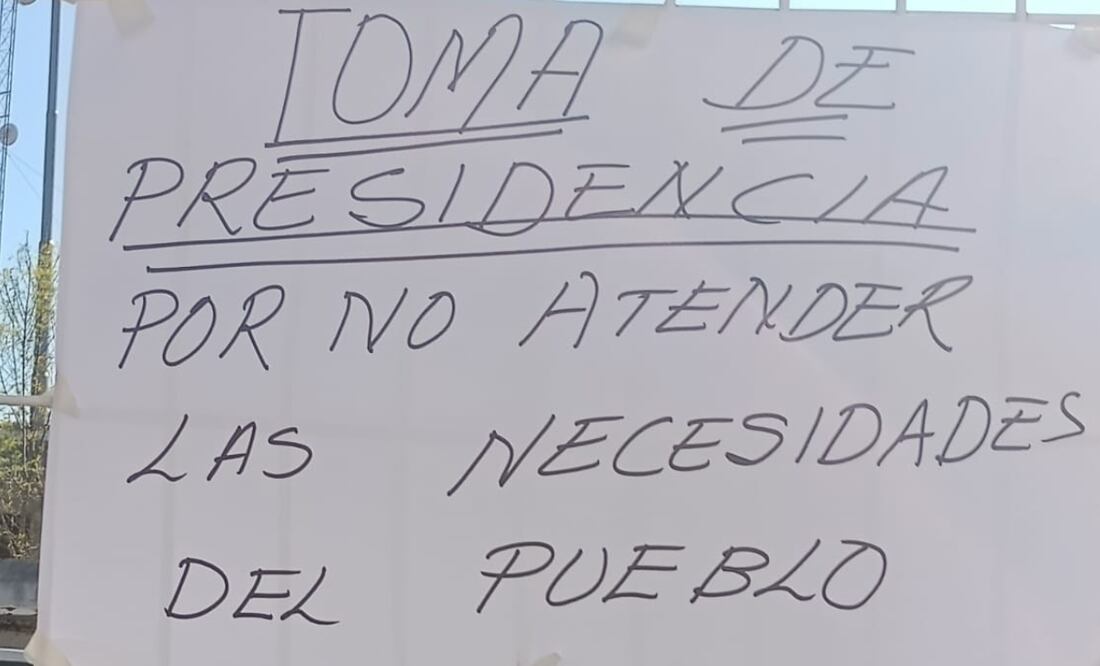 TOMA DE
PRESIDENCIA
POR NO ATENDER
LAS NECESIDADES
DEL PUEBLO